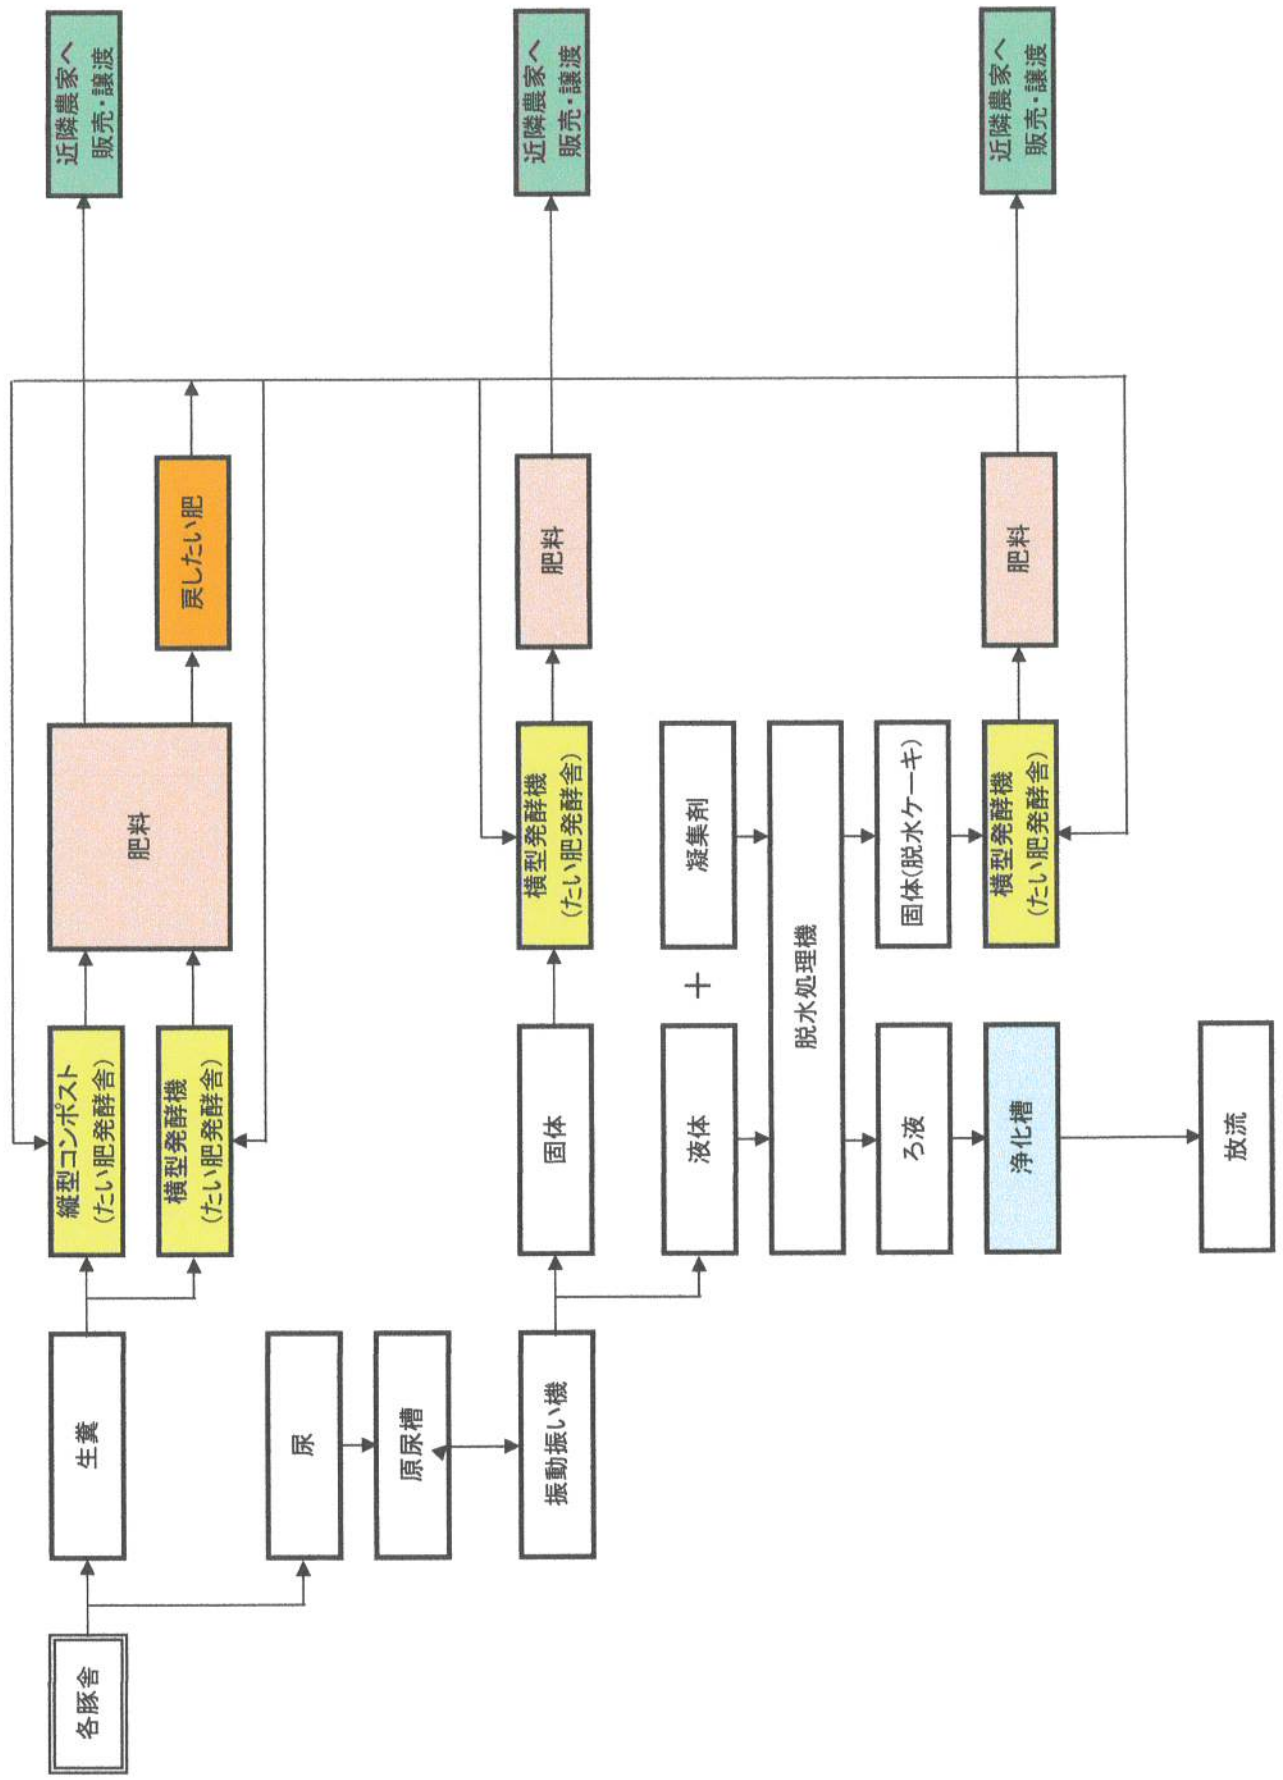 各豚舎
生糞
縦型コンポスト
(たい肥発酵舎)
肥料
近隣農家へ
販売・譲渡
横型発酵機
(たい肥発酵舎)
戻したい肥
尿
原尿槽
振動振い機
固体
横型発酵機
(たい肥発酵舎)
肥料
近隣農家へ
販売・譲渡
液体
＋
凝集剤
脱水処理機
ろ液
固体(脱水ケーキ)
浄化槽
横型発酵機
(たい肥発酵舎)
肥料
近隣農家へ
販売・譲渡
放流